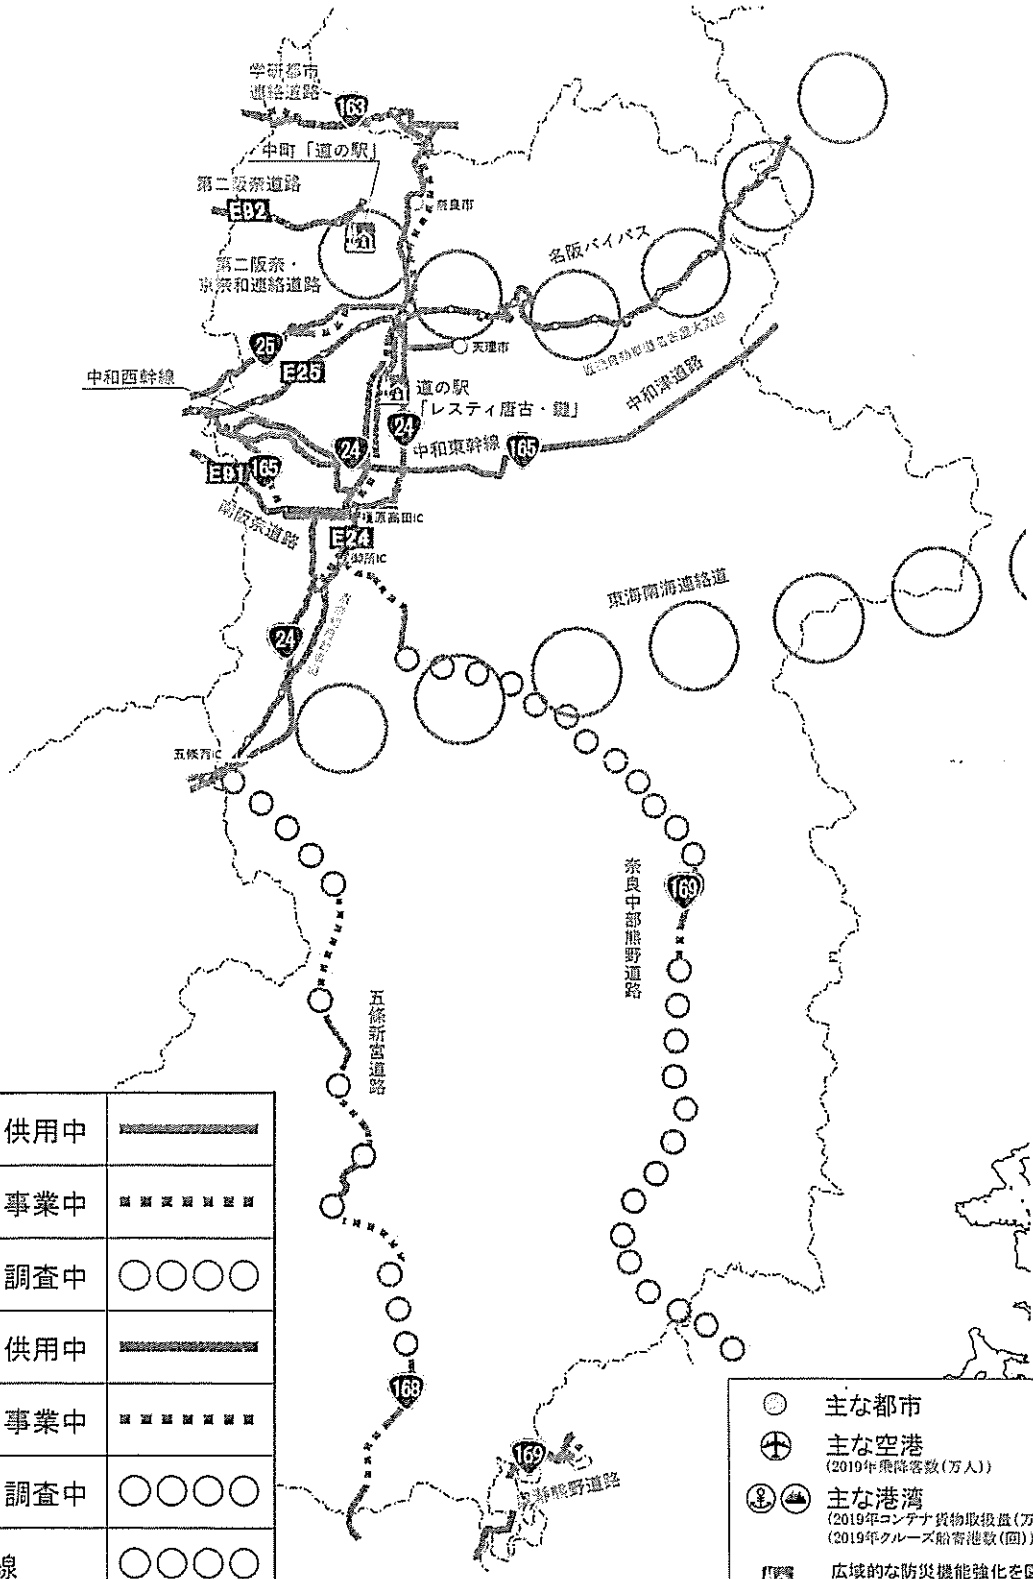 学研都市
連絡道路
163
中町「道の駅」
第二阪奈道路
E92
奈良市
第二阪奈・
京奈和連絡道路
名阪バイパス
25
E25
天理市
中和西幹線
道の駅
「レスティ唐古・鍵」
中和津道路
24
24
中和東幹線
165
E91
165
南阪奈道路
橿原高田IC
E24
御所IC
東海南海連絡道
24
五條西IC
奈良中部熊野道路
169
五條新宮道路
供用中
事業中
調査中
供用中
事業中
調査中
線
168
169
熊野道路
主な都市
主な空港
(2019年乗降客数(万人))
主な港湾
(2019年コンテナ貨物取扱量(万
(2019年クルーズ船寄港数(回))
広域的な防災機能強化を図